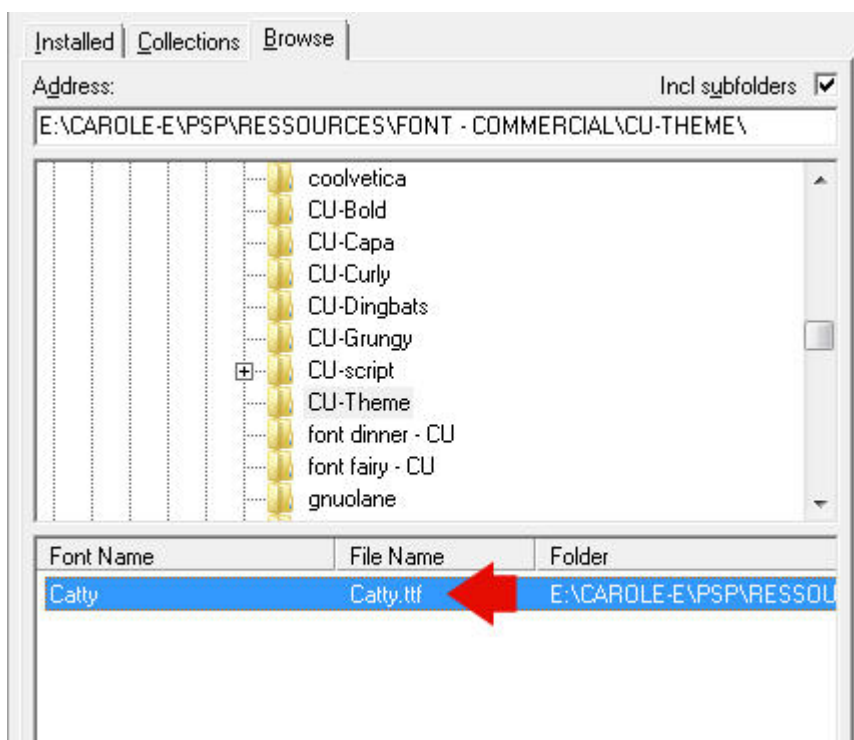 Installed Collections Browse
Address: Incl subfolders
E:\CAROLE-E\PSP\RESSOURCES\FONT - COMMERCIAL\CU-THEME\
coolvetica
CU-Bold
CU-Capa
CU-Curly
CU-Dingbats
CU-Grungy
CU-script
CU-Theme
font dinner - CU
font fairy - CU
gnuolane
Font Name File Name Folder
Catty Catty.ttf E:\CAROLE-E\PSP\RESSOU